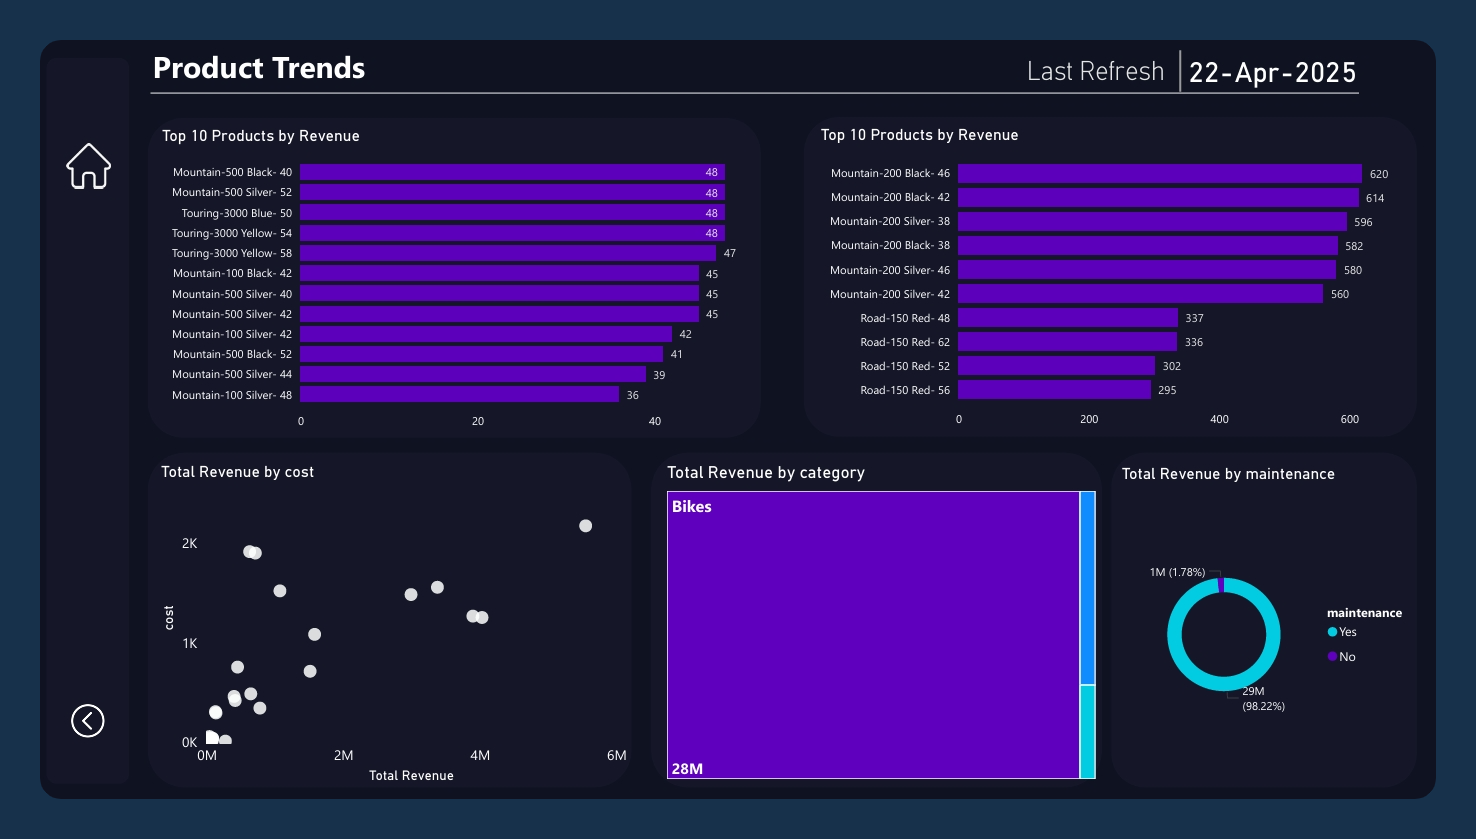 Product Trends
Last Refresh
22-Apr-2025
Top 10 Products by Revenue
Mountain-500 Black- 40 48
Mountain-500 Silver- 52 48
Touring-3000 Blue- 50 48
Touring-3000 Yellow- 54 48
Touring-3000 Yellow- 58 47
Mountain-100 Black- 42 45
Mountain-500 Silver- 40 45
Mountain-500 Silver- 42 45
Mountain-100 Silver- 42 42
Mountain-500 Black- 52 41
Mountain-500 Silver- 44 39
Mountain-100 Silver- 48 36
0 20 40
Top 10 Products by Revenue
Mountain-200 Black- 46 620
Mountain-200 Black- 42 614
Mountain-200 Silver- 38 596
Mountain-200 Black- 38 582
Mountain-200 Silver- 46 580
Mountain-200 Silver- 42 560
Road-150 Red- 48 337
Road-150 Red- 62 336
Road-150 Red- 52 302
Road-150 Red- 56 295
0 200 400 600
Total Revenue by cost
2K
1K
0K
cost
0M 2M 4M 6M
Total Revenue
Total Revenue by category
Bikes
28M
Total Revenue by maintenance
1M (1.78%)
29M
(98.22%)
maintenance
Yes
No